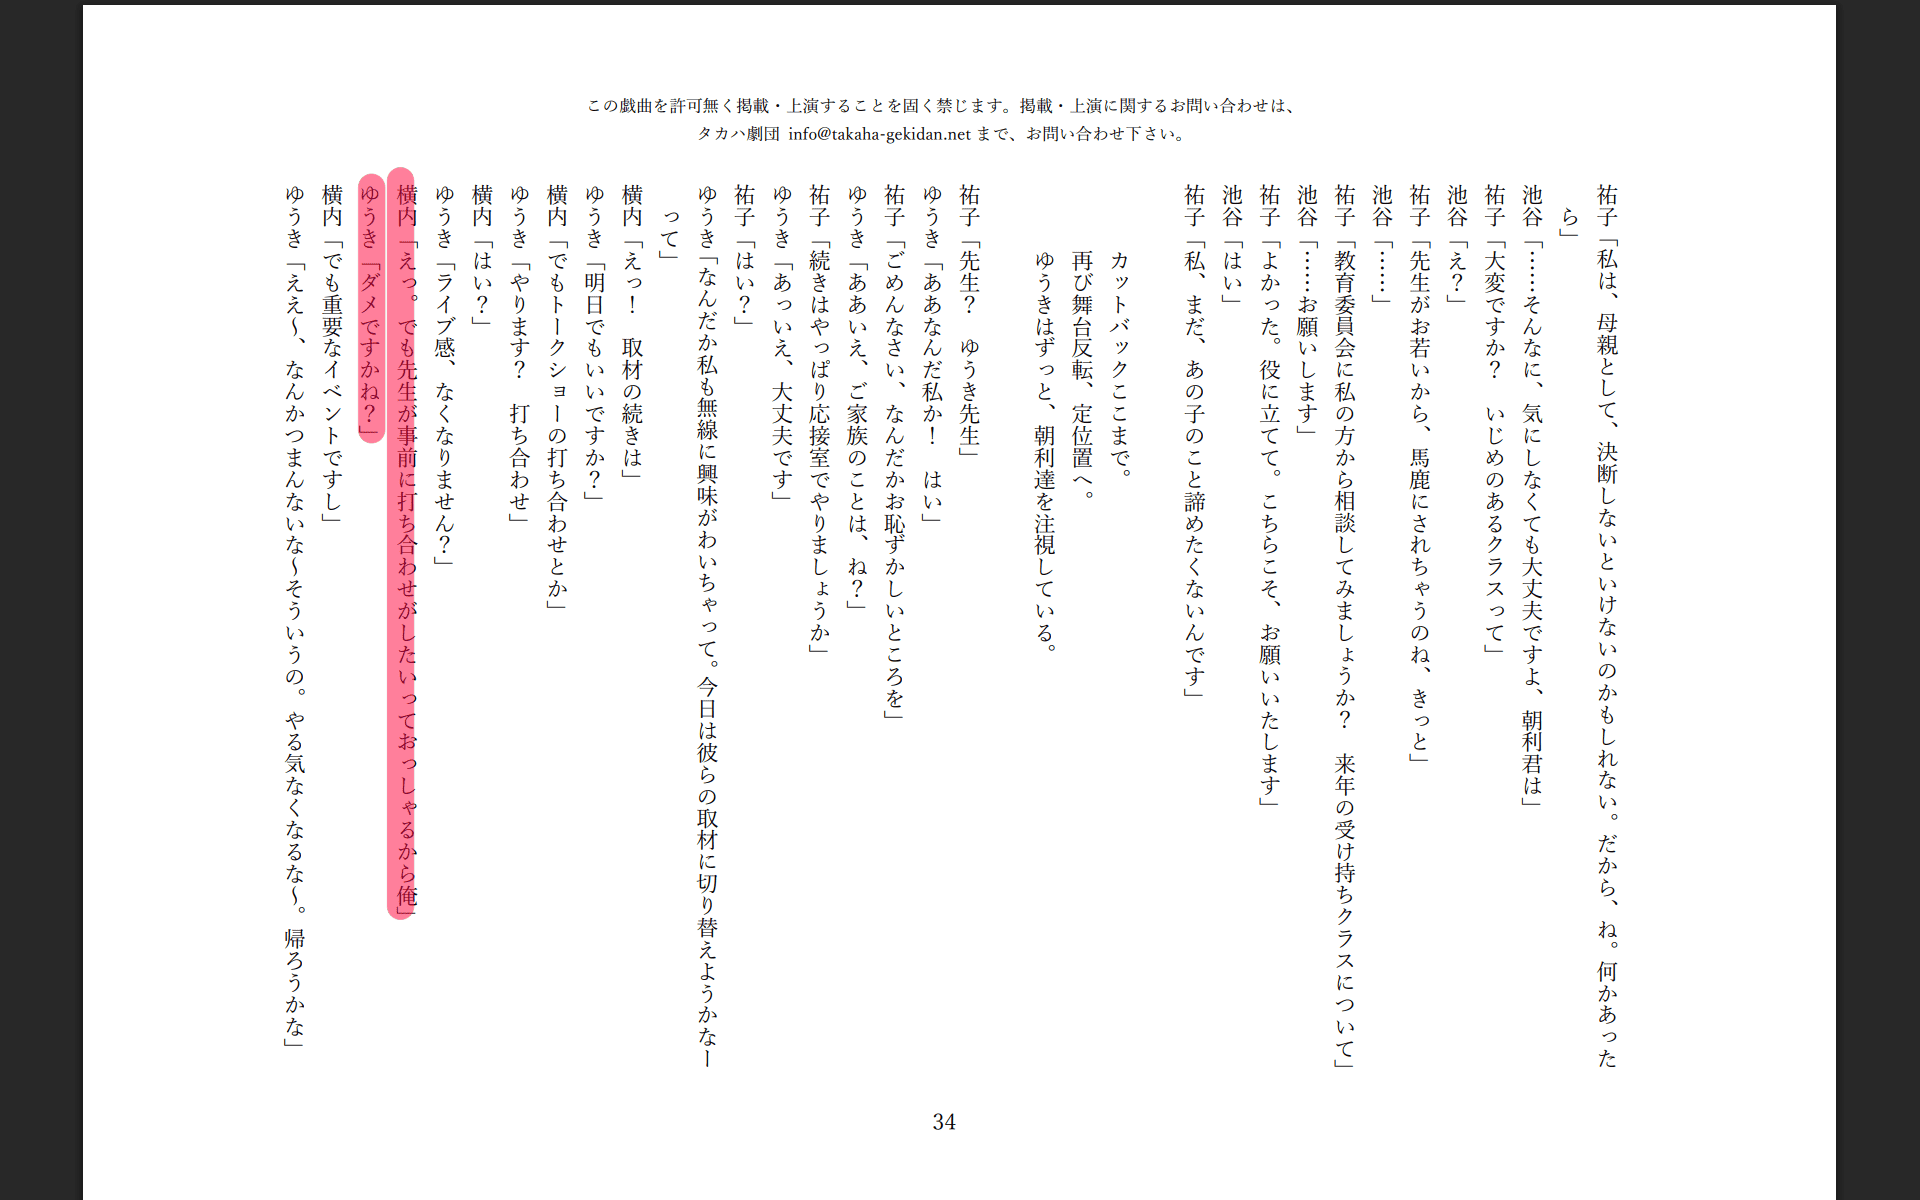 この戯曲を許可無く掲載・上演することを固く禁じます。掲載・上演に関するお問い合わせは、
タカハ劇団 info@takaha-gekidan.net まで、お問い合わせ下さい。
祐子「私は、母親として、決断しないといけないのかもしれない。だから、ね。何かあった
ら」
池谷「……そんなに、気にしなくても大丈夫ですよ、朝利君は」
祐子「大変ですか？　いじめのあるクラスって」
池谷「え？」
祐子「先生がお若いから、馬鹿にされちゃうのね、きっと」
池谷「……」
祐子「教育委員会に私の方から相談してみましょうか？　来年の受け持ちクラスについて」
池谷「……お願いします」
祐子「よかった。役に立てて。こちらこそ、お願いいたします」
池谷「はい」
祐子「私、まだ、あの子のこと諦めたくないんです」
カットバックここまで。
再び舞台反転、定位置へ。
ゆうきはずっと、朝利達を注視している。
祐子「先生？　ゆうき先生」
ゆうき「ああなんだ私か！　はい」
祐子「ごめんなさい、なんだかお恥ずかしいところを」
ゆうき「ああいえ、ご家族のことは、ね？」
祐子「続きはやっぱり応接室でやりましょうか」
ゆうき「あっいえ、大丈夫です」
祐子「はい？」
ゆうき「なんだか私も無線に興味がわいちゃって。今日は彼らの取材に切り替えようかなー
って」
横内「えっ！　取材の続きは」
ゆうき「明日でもいいですか？」
横内「でもトークショーの打ち合わせとか」
ゆうき「やります？　打ち合わせ」
横内「はい？」
ゆうき「ライブ感、なくなりません？」
横内「えっ。でも先生が事前に打ち合わせがしたいっておっしゃるから俺」
ゆうき「ダメですかね？」
横内「でも重要なイベントですし」
ゆうき「ええ〜、なんかつまんないな〜そういうの。やる気なくなるな〜。帰ろうかな」
34